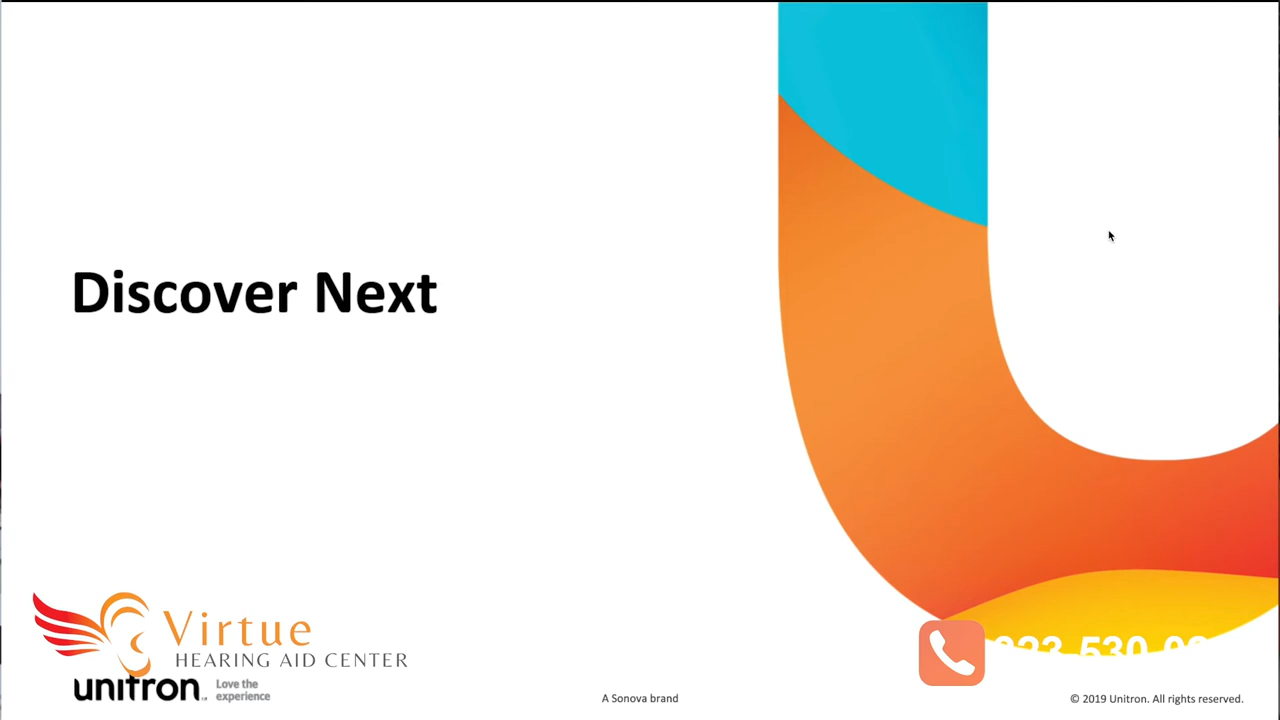 Discover Next
Virtue
HEARING AID CENTER
unitron
Love the
experience
A Sonova brand
© 2019 Unitron. All rights reserved.